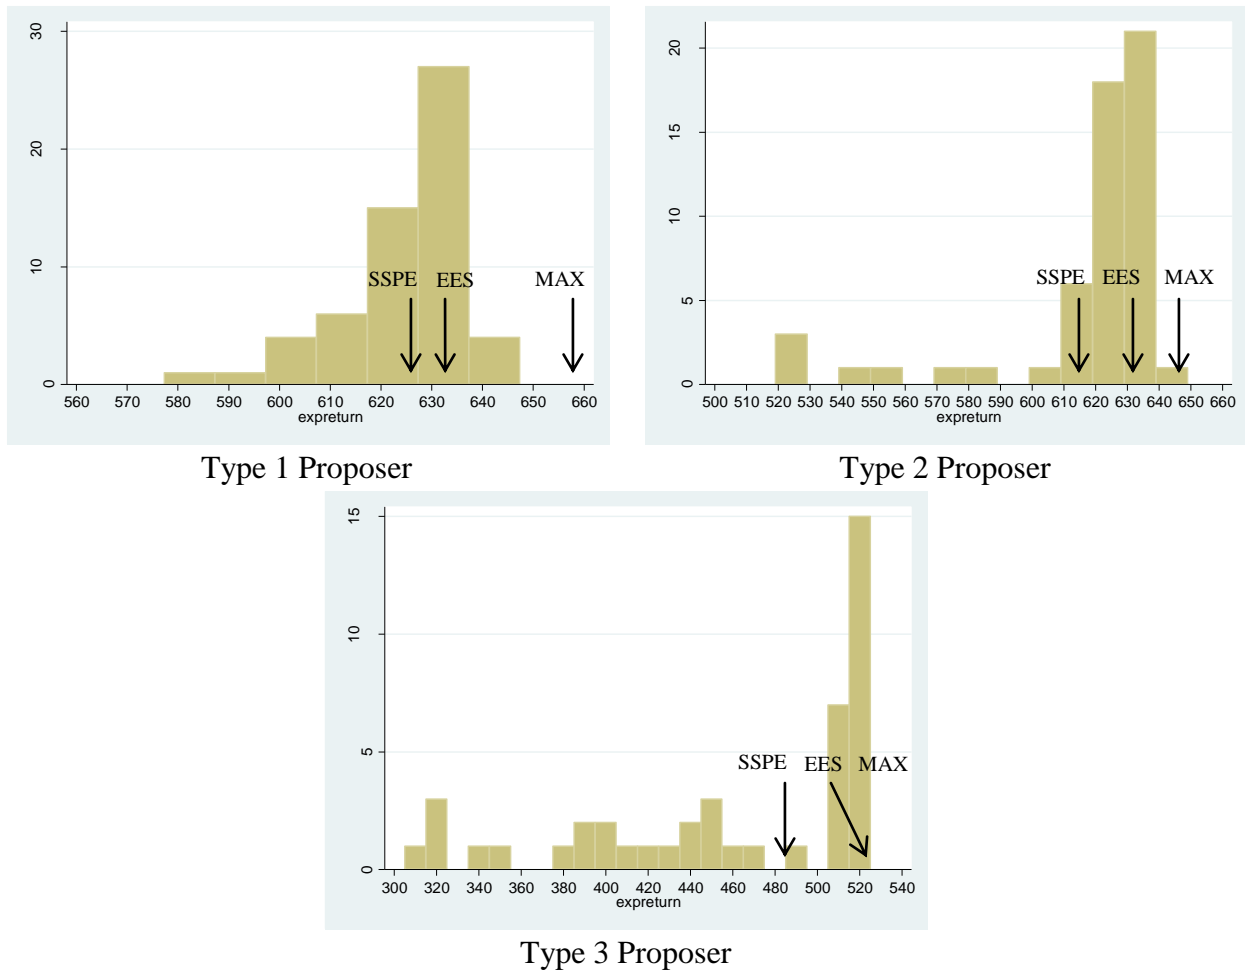 30
20
10
0
SSPE EES MAX
560 570 580 590 600 610 620 630 640 650 660
expreturn
Type 1 Proposer
20
15
10
5
0
SSPE EES MAX
500 510 520 530 540 550 560 570 580 590 600 610 620 630 640 650 660
expreturn
Type 2 Proposer
15
10
5
0
SSPE EES MAX
300 320 340 360 380 400 420 440 460 480 500 520 540
expreturn
Type 3 Proposer